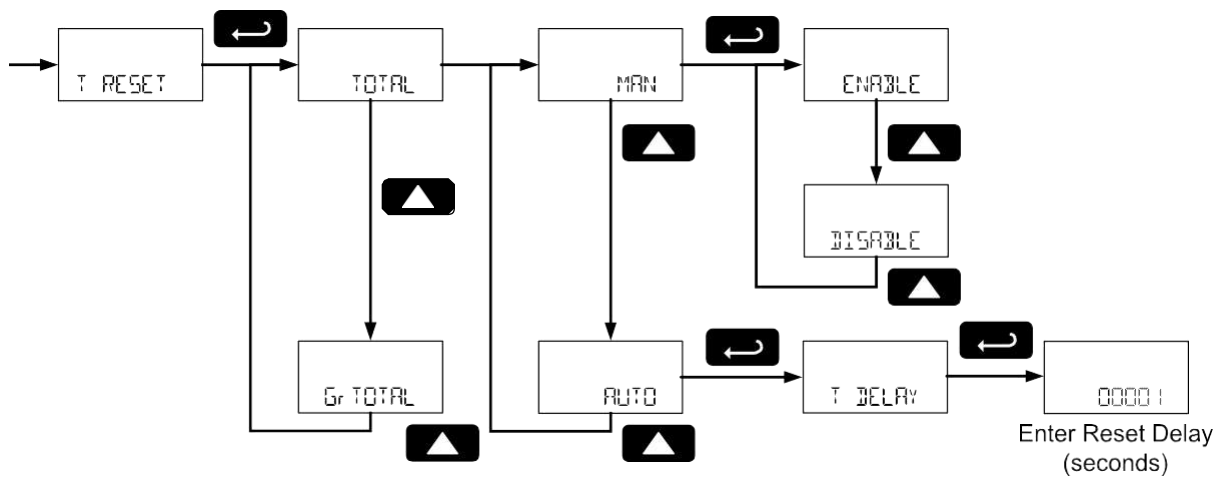 T RESET
TOTAL
MAN
ENABLE
DISABLE
Gr TOTAL
AUTO
T DELAY
00001
Enter Reset Delay
(seconds)